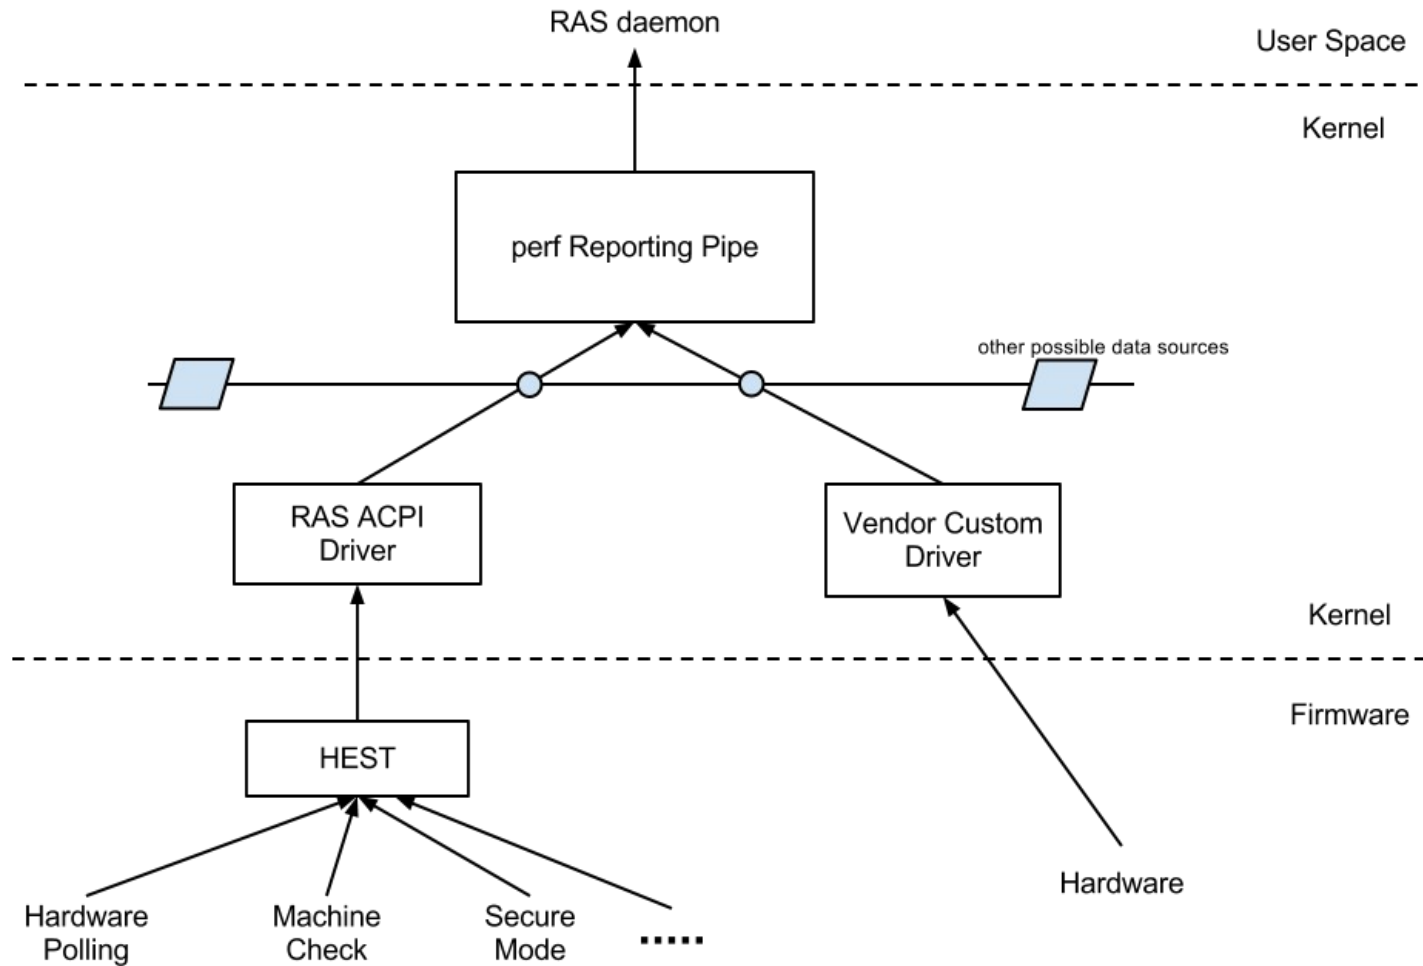 RAS daemon
User Space
Kernel
perf Reporting Pipe
other possible data sources
RAS ACPI
Driver
Vendor Custom
Driver
Kernel
Firmware
HEST
Hardware
Hardware
Polling
Machine
Check
Secure
Mode
.....